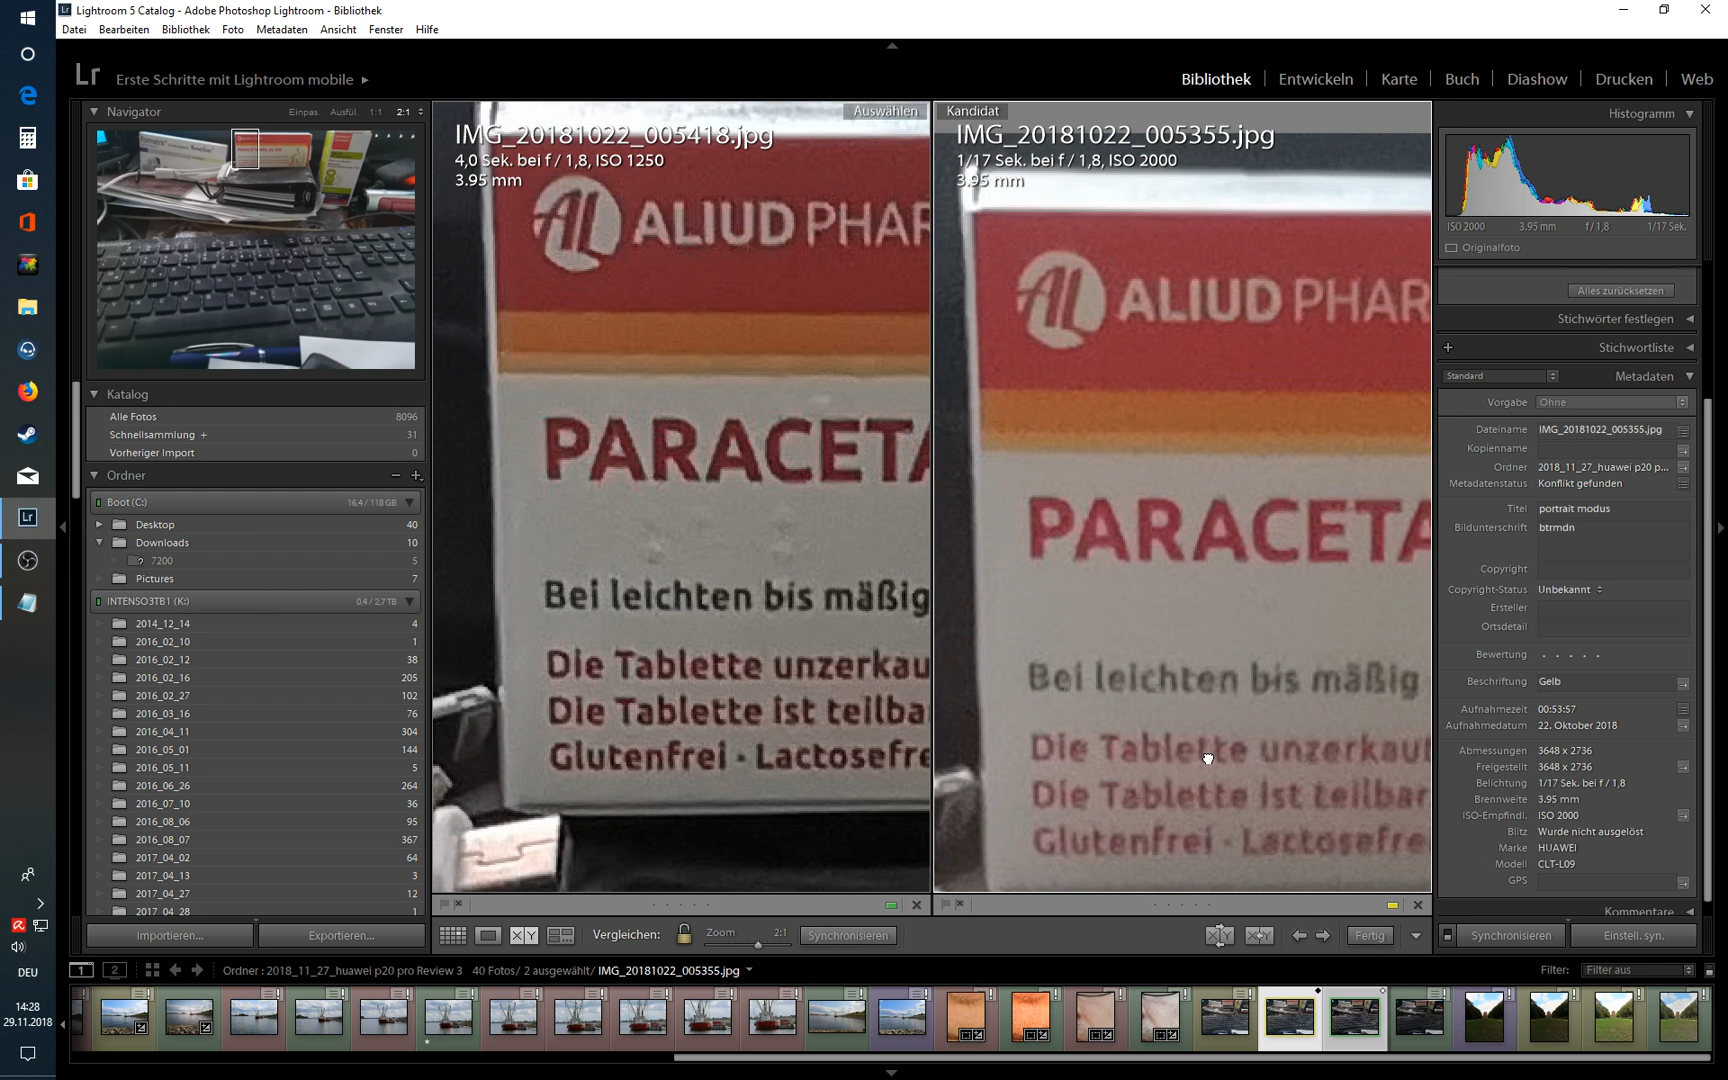 Lightroom 5 Catalog - Adobe Photoshop Lightroom - Bibliothek
Datei Bearbeiten Bibliothek Foto Metadaten Ansicht Fenster Hilfe
Lr Erste Schritte mit Lightroom mobile
Bibliothek Entwickeln Karte Buch Diashow Drucken Web
Navigator Einpas. Ausfül. 1:1 2:1
Katalog
Alle Fotos 8096
Schnellsammlung + 31
Vorheriger Import 0
Ordner
Boot (C:) 16,4 / 118 GB
Desktop 40
Downloads 10
7200 5
Pictures 7
INTENSO3TB1 (K:) 0,4 / 2,7 TB
2014_12_14 4
2016_02_10 1
2016_02_12 38
2016_02_16 205
2016_02_27 102
2016_03_16 76
2016_04_11 304
2016_05_01 144
2016_05_11 5
2016_06_26 264
2016_07_10 36
2016_08_06 95
2016_08_07 367
2017_04_02 64
2017_04_13 3
2017_04_27 12
2017_04_28 1
Importieren... Exportieren...
Auswählen
IMG_20181022_005418.jpg
4,0 Sek. bei f / 1,8, ISO 1250
3.95 mm
AL ALIUD PHAR
PARACETA
Bei leichten bis mäßig
Die Tablette unzerkau
Die Tablette ist teilba
Glutenfrei · Lactosefre
Kandidat
IMG_20181022_005355.jpg
1/17 Sek. bei f / 1,8, ISO 2000
3.95 mm
AL ALIUD PHAR
PARACETA
Bei leichten bis mäßig
Die Tablette unzerkaut
Die Tablette ist teilbar
Glutenfrei · Lactosefre
XY Vergleichen: Zoom 2:1 Synchronisieren
Fertig
Histogramm
ISO 2000 3.95 mm f / 1,8 1/17 Sek.
Originalfoto
Alles zurücksetzen
Stichwörter festlegen
+ Stichwortliste
Standard Metadaten
Vorgabe Ohne
Dateiname IMG_20181022_005355.jpg
Kopienname
Ordner 2018_11_27_huawei p20 p...
Metadatenstatus Konflikt gefunden
Titel portrait modus
Bildunterschrift btrmdn
Copyright
Copyright-Status Unbekannt
Ersteller
Ortsdetail
Bewertung
Beschriftung Gelb
Aufnahmezeit 00:53:57
Aufnahmedatum 22. Oktober 2018
Abmessungen 3648 x 2736
Freigestellt 3648 x 2736
Belichtung 1/17 Sek. bei f / 1,8
Brennweite 3.95 mm
ISO-Empfindl. ISO 2000
Blitz Wurde nicht ausgelöst
Marke HUAWEI
Modell CLT-L09
GPS
Kommentare
Synchronisieren Einstell. syn.
1 2 Ordner : 2018_11_27_huawei p20 pro Review 3 40 Fotos/ 2 ausgewählt/ IMG_20181022_005355.jpg
Filter: Filter aus
Lr
DEU
14:28
29.11.2018